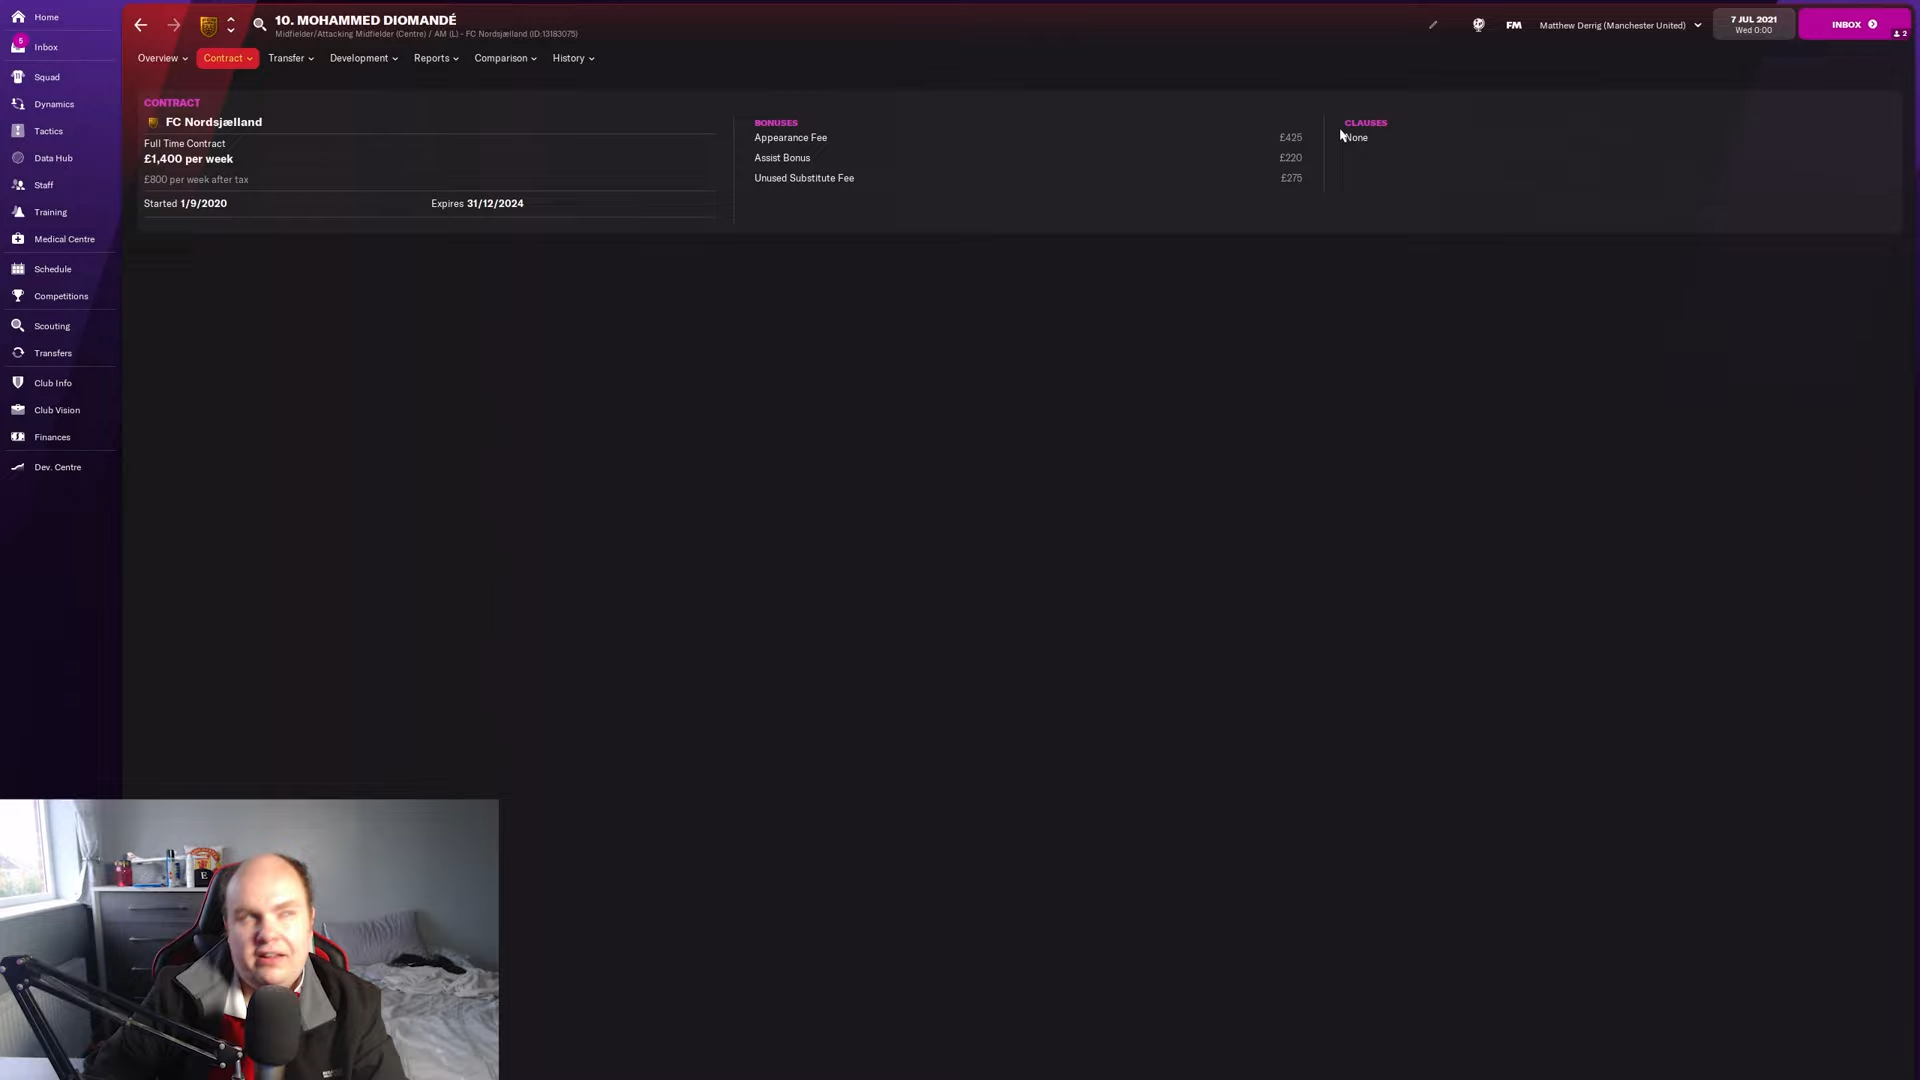 Home
5
Inbox
Squad
Dynamics
Tactics
Data Hub
Staff
Training
Medical Centre
Schedule
Competitions
Scouting
Transfers
Club Info
Club Vision
Finances
Dev. Centre
10. MOHAMMED DIOMANDÉ
Midfielder/Attacking Midfielder (Centre) / AM (L) - FC Nordsjælland (ID:13183075)
FM
Matthew Derrig (Manchester United)
7 JUL 2021
Wed 0:00
INBOX
2
Overview
Contract
Transfer
Development
Reports
Comparison
History
CONTRACT
FC Nordsjælland
Full Time Contract
£1,400 per week
£800 per week after tax
Started 1/9/2020
Expires 31/12/2024
BONUSES
Appearance Fee £425
Assist Bonus £220
Unused Substitute Fee £275
CLAUSES
None
E